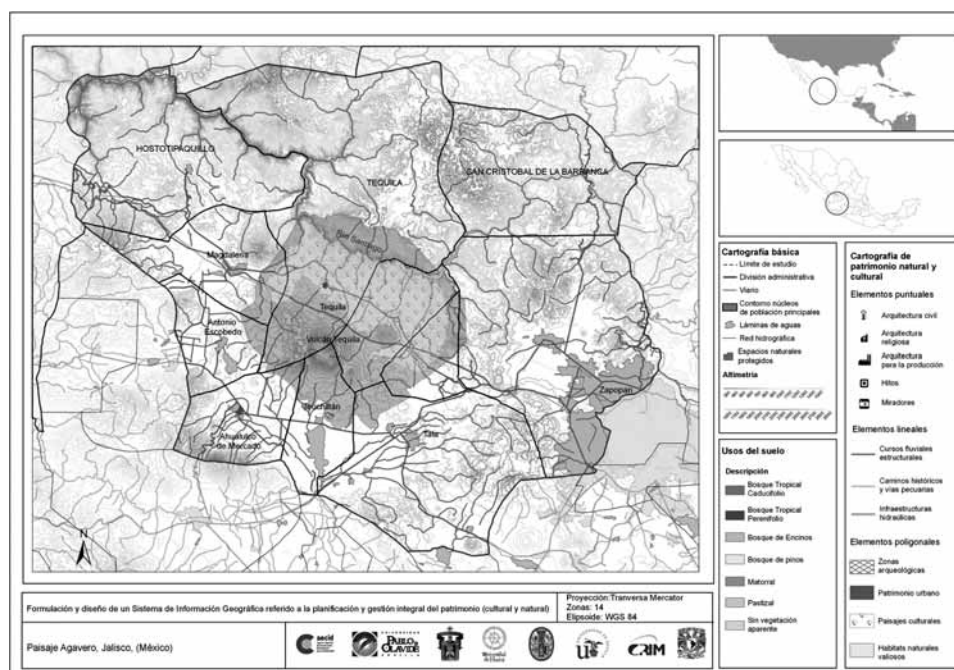 HOSTOTIPAQUILLO
TEQUILA
SAN CRISTOBAL DE LA BARRANCA
Magdalena
Tequila
Antonio
Escobedo
Volcán Tequila
Zapopan
Teuchitlán
Tala
Ahualulco
de Mercado
N
Cartografía básica
Límite de estudio
División administrativa
Viario
Contorno núcleos
de población principales
Láminas de aguas
Red hidrográfica
Espacios naturales
protegidos
Altimetría
Usos del suelo
Descripción
Bosque Tropical
Caducifolio
Bosque Tropical
Perenifolio
Bosque de Encinos
Bosque de pinos
Matorral
Pastizal
Sin vegetación
aparente
Cartografía de
patrimonio natural y
cultural
Elementos puntuales
Arquitectura civil
Arquitectura
religiosa
Arquitectura
para la producción
Hitos
Miradores
Elementos lineales
Cursos fluviales
estructurales
Caminos históricos
y vías pecuarias
Infraestructuras
hidraúlicas
Elementos poligonales
Zonas
arqueológicas
Patrimonio urbano
Paisajes culturales
Habitats naturales
valiosos
Formulación y diseño de un Sistema de Información Geográfica referido a la planificación y gestión integral del patrimonio (cultural y natural)
Proyección:Tranversa Mercator
Zonas: 14
Elipsoide: WGS 84
Paisaje Agavero, Jalisco, (México)
aecid
UNIVERSIDAD
PABLO DE
OLAVIDE
SEVILLA
CRIM